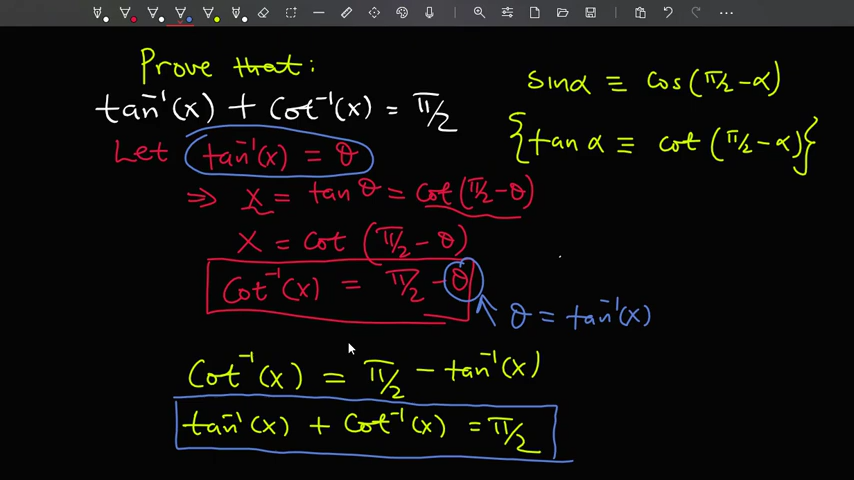 Prove that:
tan⁻¹(x) + Cot⁻¹(x) = π/2
Let tan⁻¹(x) = θ
⇒ x = tan θ = cot(π/2 - θ)
X = cot (π/2 - θ)
Cot⁻¹(x) = π/2 - θ
θ = tan⁻¹(x)
Cot⁻¹(x) = π/2 - tan⁻¹(x)
tan⁻¹(x) + Cot⁻¹(x) = π/2
sinα ≡ cos(π/2-α)
{tan α ≡ cot (π/2-α)}